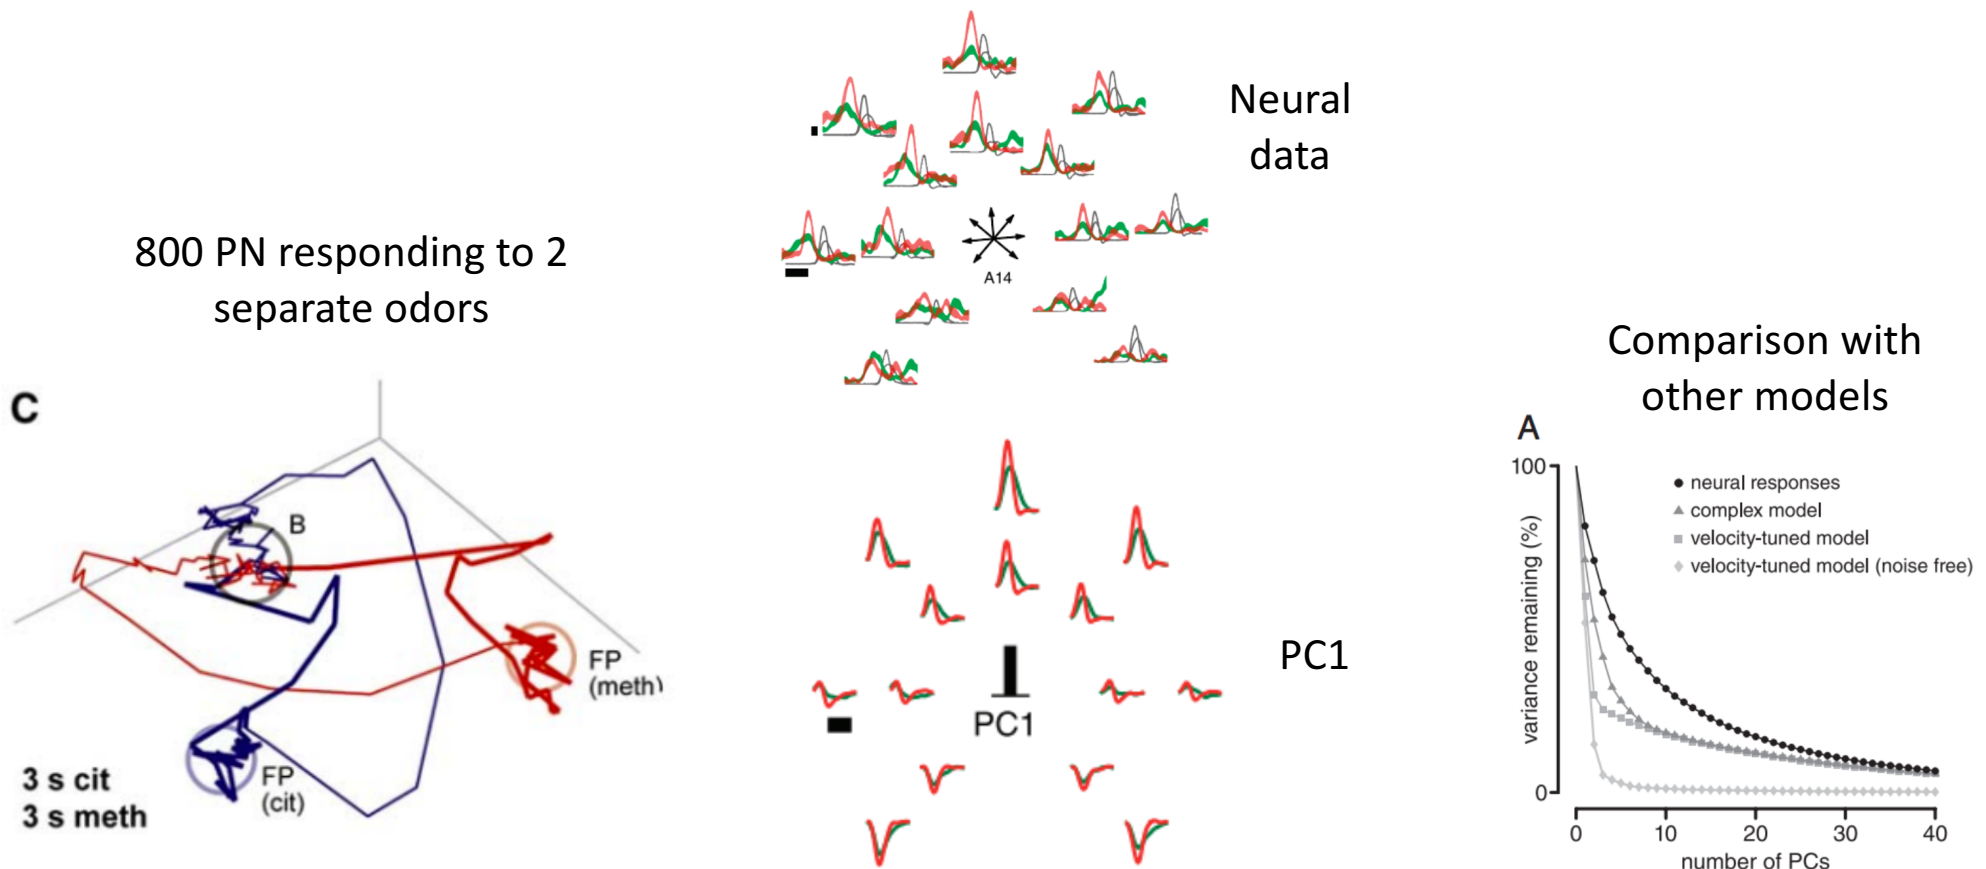 800 PN responding to 2
separate odors
C
B
FP
(meth)
FP
(cit)
3 s cit
3 s meth
Neural
data
A14
PC1
PC1
Comparison with
other models
A
100
0
variance remaining (%)
neural responses
complex model
velocity-tuned model
velocity-tuned model (noise free)
0 10 20 30 40
number of PCs